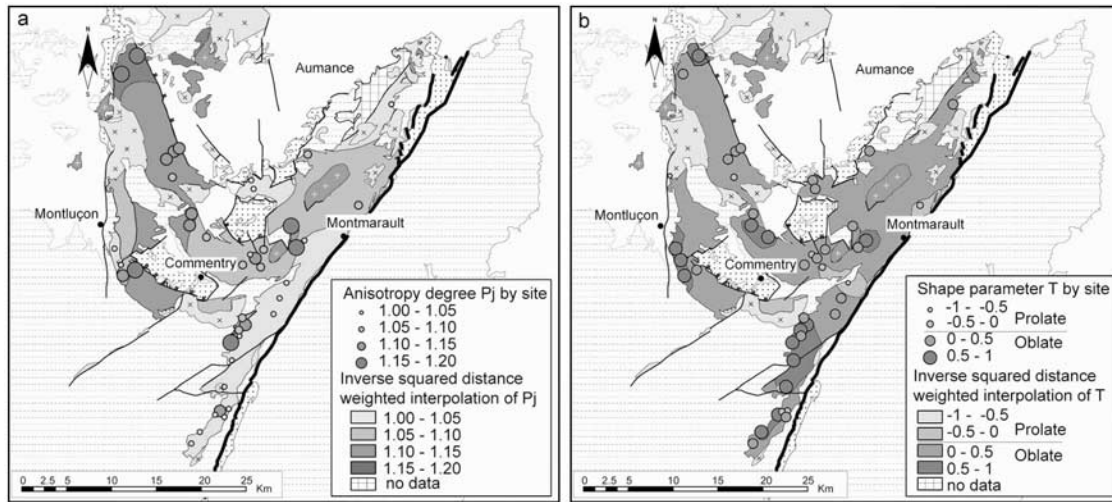 a
N
S
Aumance
Montluçon
Montmarault
Commentry
Anisotropy degree Pj by site
1.00 - 1.05
1.05 - 1.10
1.10 - 1.15
1.15 - 1.20
Inverse squared distance
weighted interpolation of Pj
1.00 - 1.05
1.05 - 1.10
1.10 - 1.15
1.15 - 1.20
no data
0 2.5 5 10 15 20 25
Km
b
N
S
Aumance
Montluçon
Montmarault
Commentry
Shape parameter T by site
-1 - -0.5
-0.5 - 0 Prolate
0 - 0.5 Oblate
0.5 - 1
Inverse squared distance
weighted interpolation of T
-1 - -0.5
-0.5 - 0 Prolate
0 - 0.5 Oblate
0.5 - 1
no data
0 2.5 5 10 15 20 25
Km